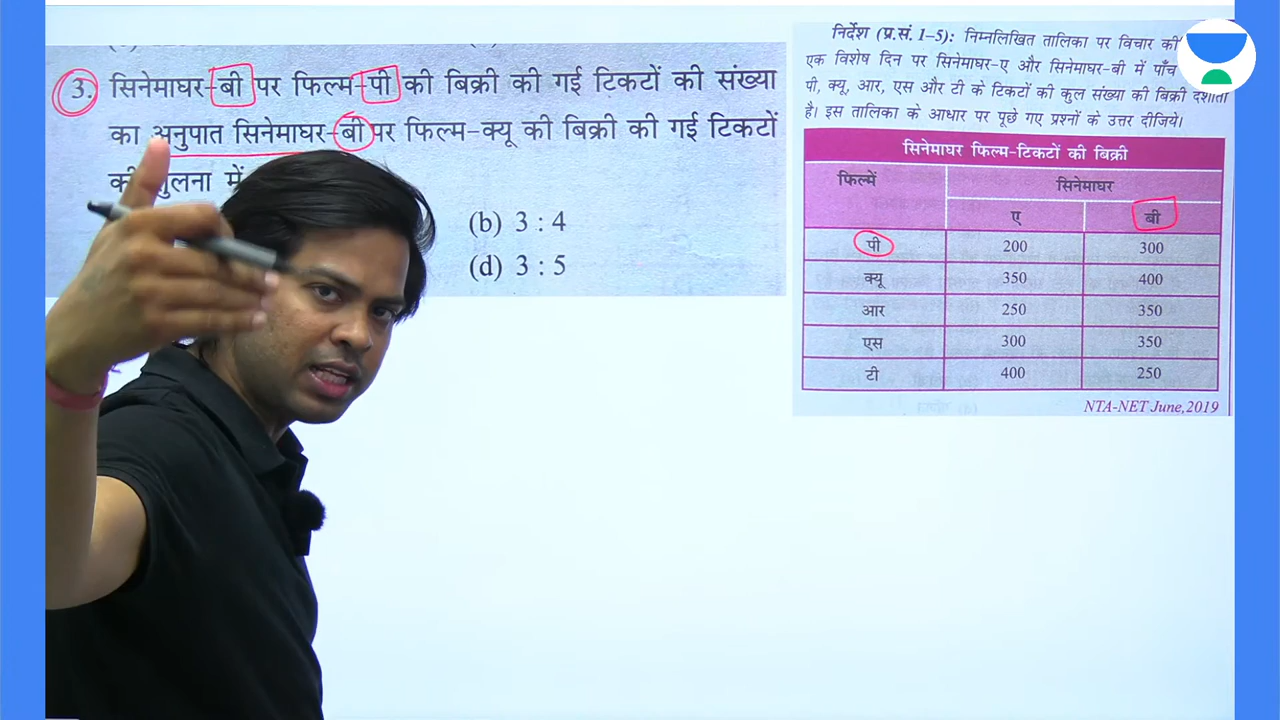 3. सिनेमाघर-बी पर फिल्म-पी की बिक्री की गई टिकटों की संख्या
का अनुपात सिनेमाघर-बी पर फिल्म-क्यू की बिक्री की गई टिकटों
की तुलना में
(b) 3 : 4
(d) 3 : 5
निर्देश (प्र.सं. 1–5): निम्नलिखित तालिका पर विचार
एक विशेष दिन पर सिनेमाघर-ए और सिनेमाघर-बी में पाँच
पी, क्यू, आर, एस और टी के टिकटों की कुल संख्या की बिक्री दर्शाता
है। इस तालिका के आधार पर पूछे गए प्रश्नों के उत्तर दीजिये।
सिनेमाघर फिल्म-टिकटों की बिक्री
फिल्में सिनेमाघर
ए बी
पी 200 300
क्यू 350 400
आर 250 350
एस 300 350
टी 400 250
NTA-NET June,2019